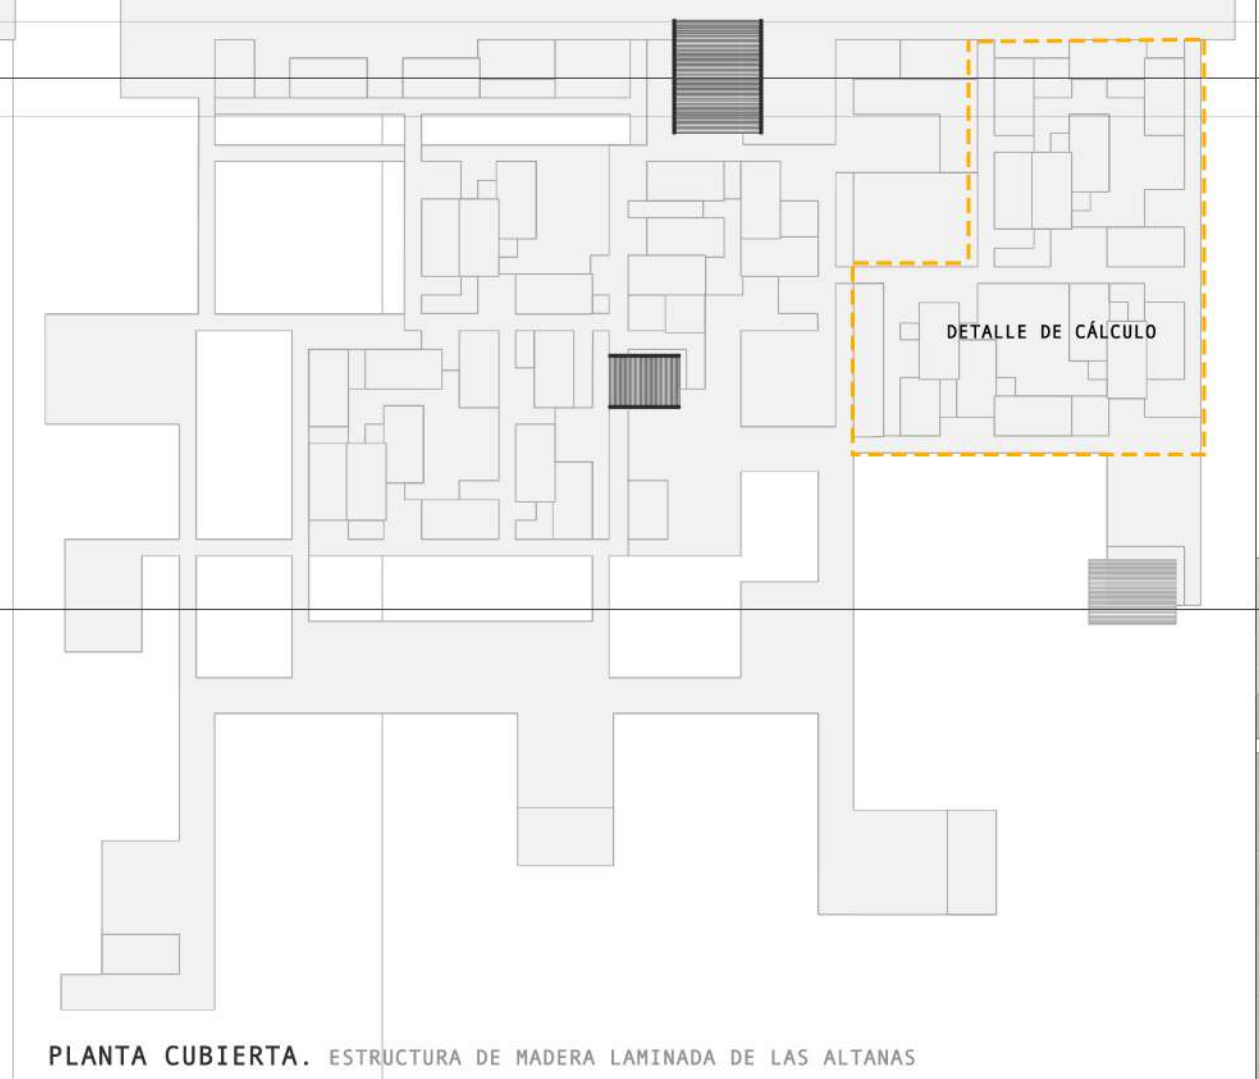 DETALLE DE CÁLCULO
PLANTA CUBIERTA. ESTRUCTURA DE MADERA LAMINADA DE LAS ALTANAS